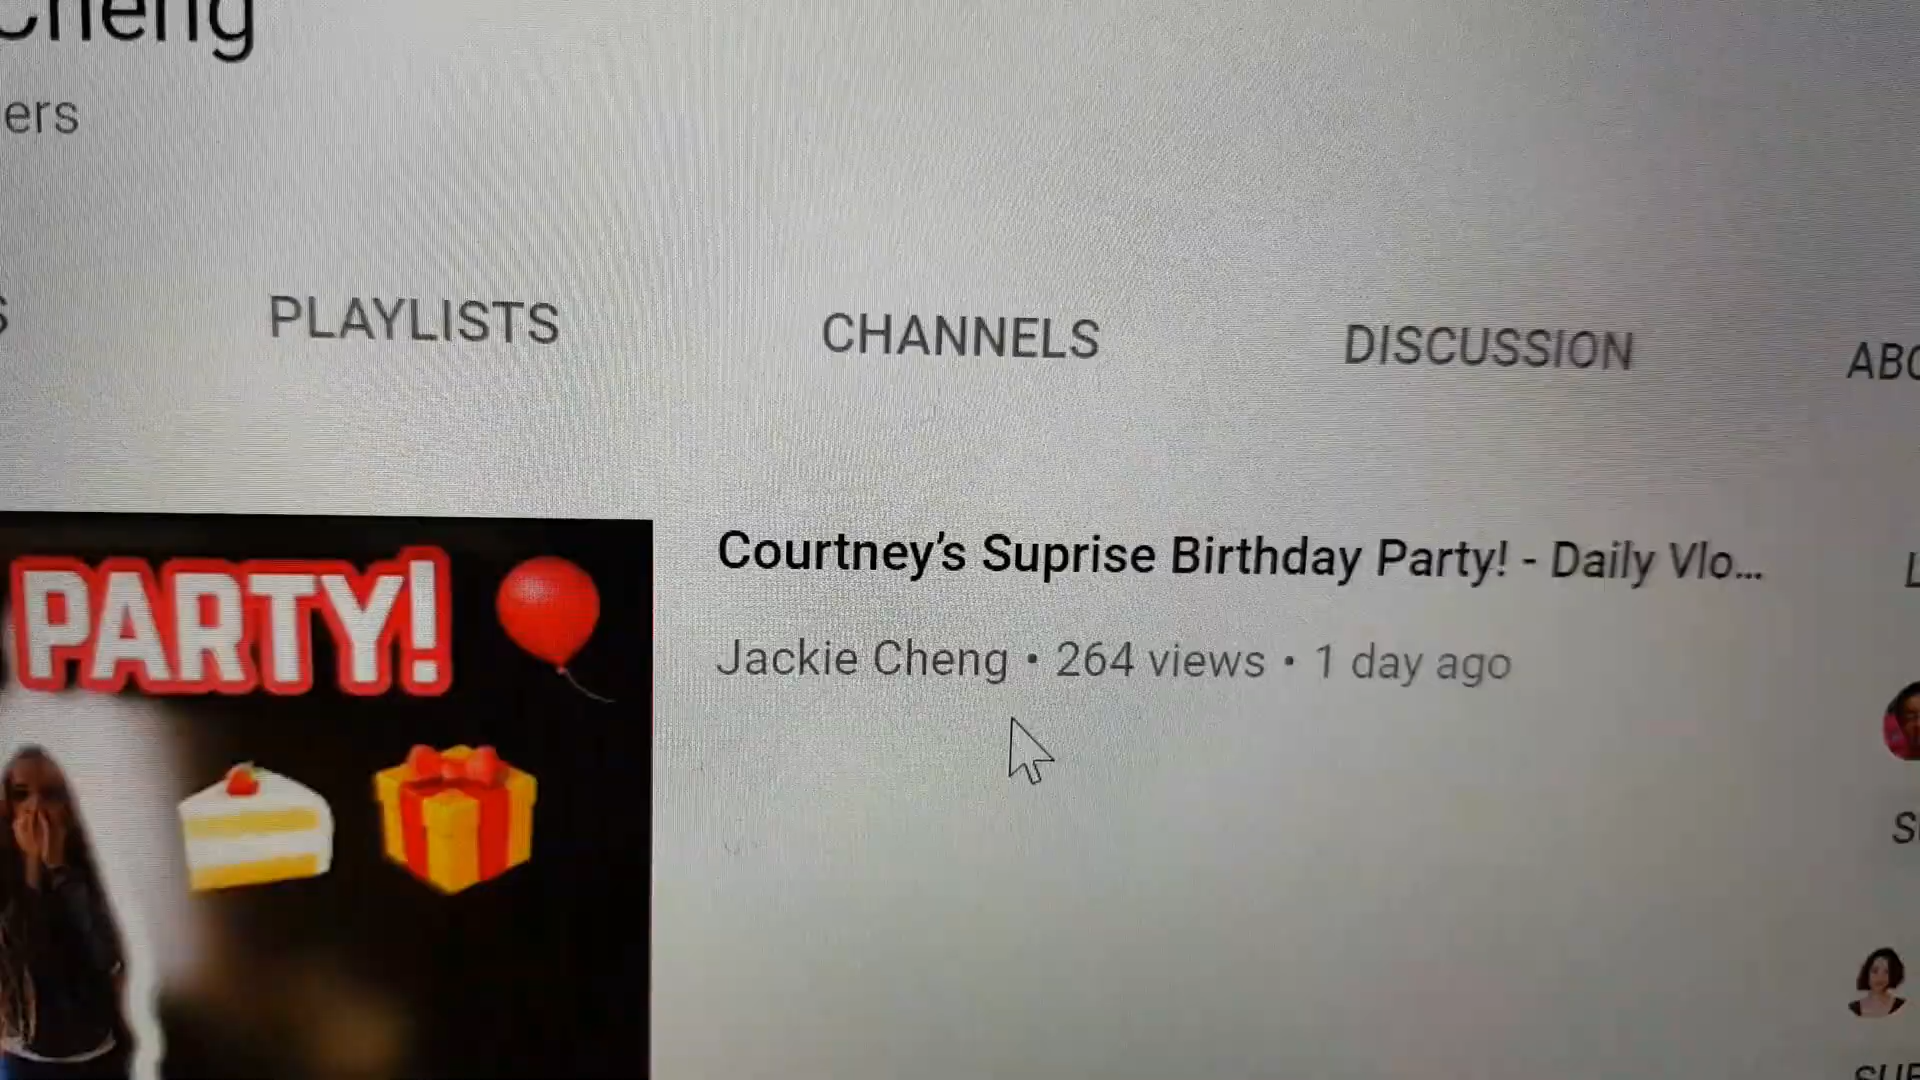 Cheng
ers
PLAYLISTS
CHANNELS
DISCUSSION
PARTY!
Courtney's Suprise Birthday Party! - Daily Vlo...
Jackie Cheng • 264 views • 1 day ago